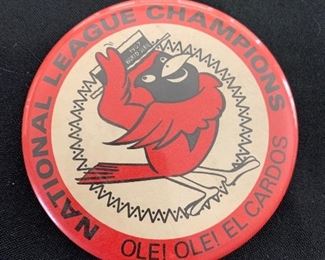 NATIONAL LEAGUE CHAMPIONS
OLE! OLE! EL CARDOS